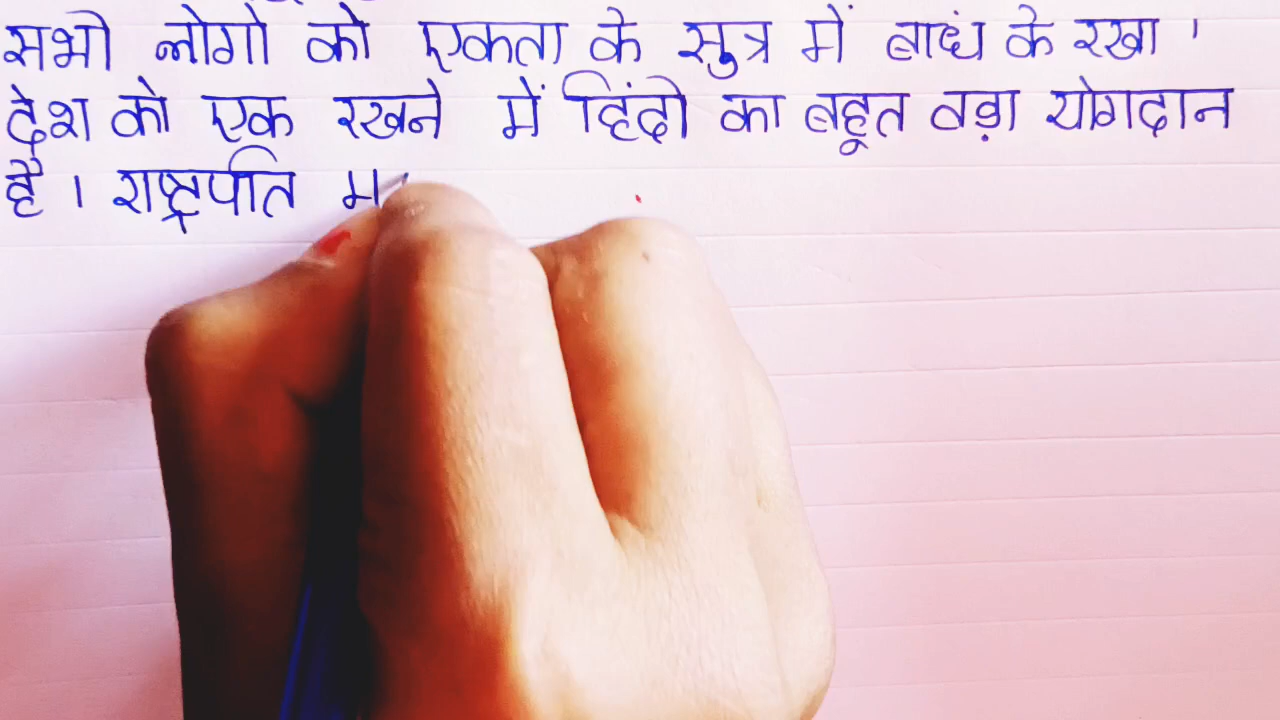 सभी लोगो को एकता के सुत्र में बाधं के रखा ।
देश को एक रखने में हिंदी का बहूत बड़ा योगदान
है । राष्ट्रपति